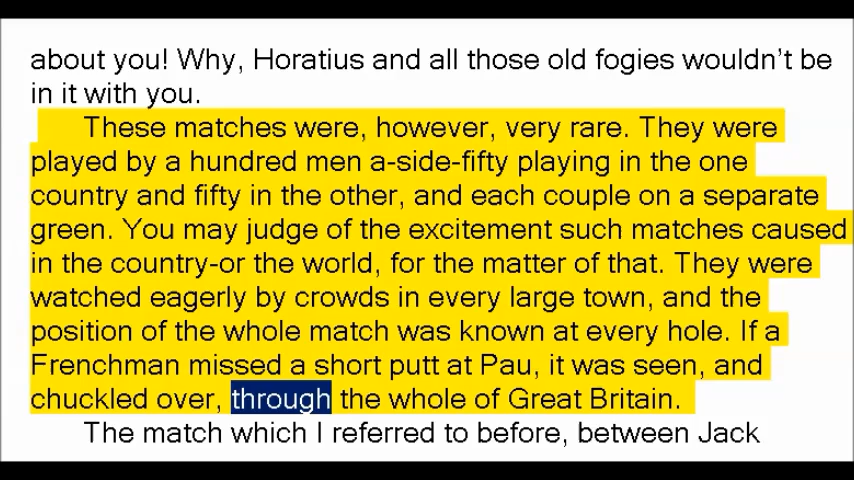 about you! Why, Horatius and all those old fogies wouldn't be
in it with you.
These matches were, however, very rare. They were
played by a hundred men a-side-fifty playing in the one
country and fifty in the other, and each couple on a separate
green. You may judge of the excitement such matches caused
in the country-or the world, for the matter of that. They were
watched eagerly by crowds in every large town, and the
position of the whole match was known at every hole. If a
Frenchman missed a short putt at Pau, it was seen, and
chuckled over, through the whole of Great Britain.
The match which I referred to before, between Jack